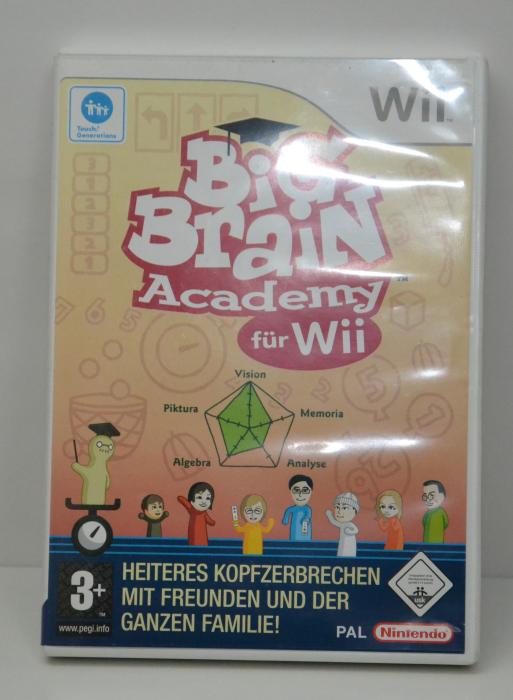 Wii
Touch!
Generations
Big
Brain
Academy
für Wii
Vision
Piktura
Memoria
Algebra
Analyse
3+
www.pegi.info
HEITERES KOPFZERBRECHEN
MIT FREUNDEN UND DER
GANZEN FAMILIE!
usk
PAL
Nintendo